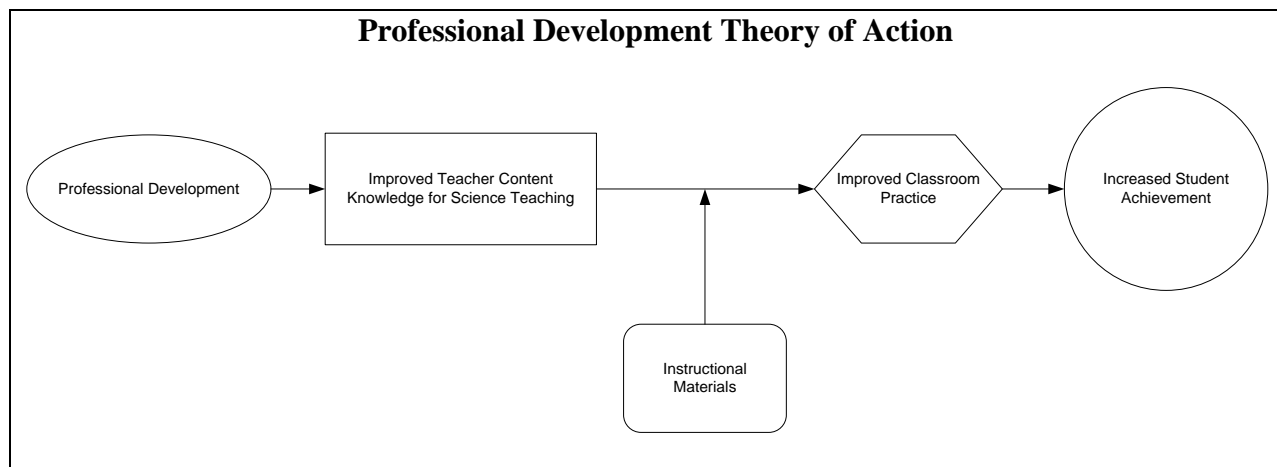 Professional Development Theory of Action
Professional Development
Improved Teacher Content
Knowledge for Science Teaching
Improved Classroom
Practice
Increased Student
Achievement
Instructional
Materials